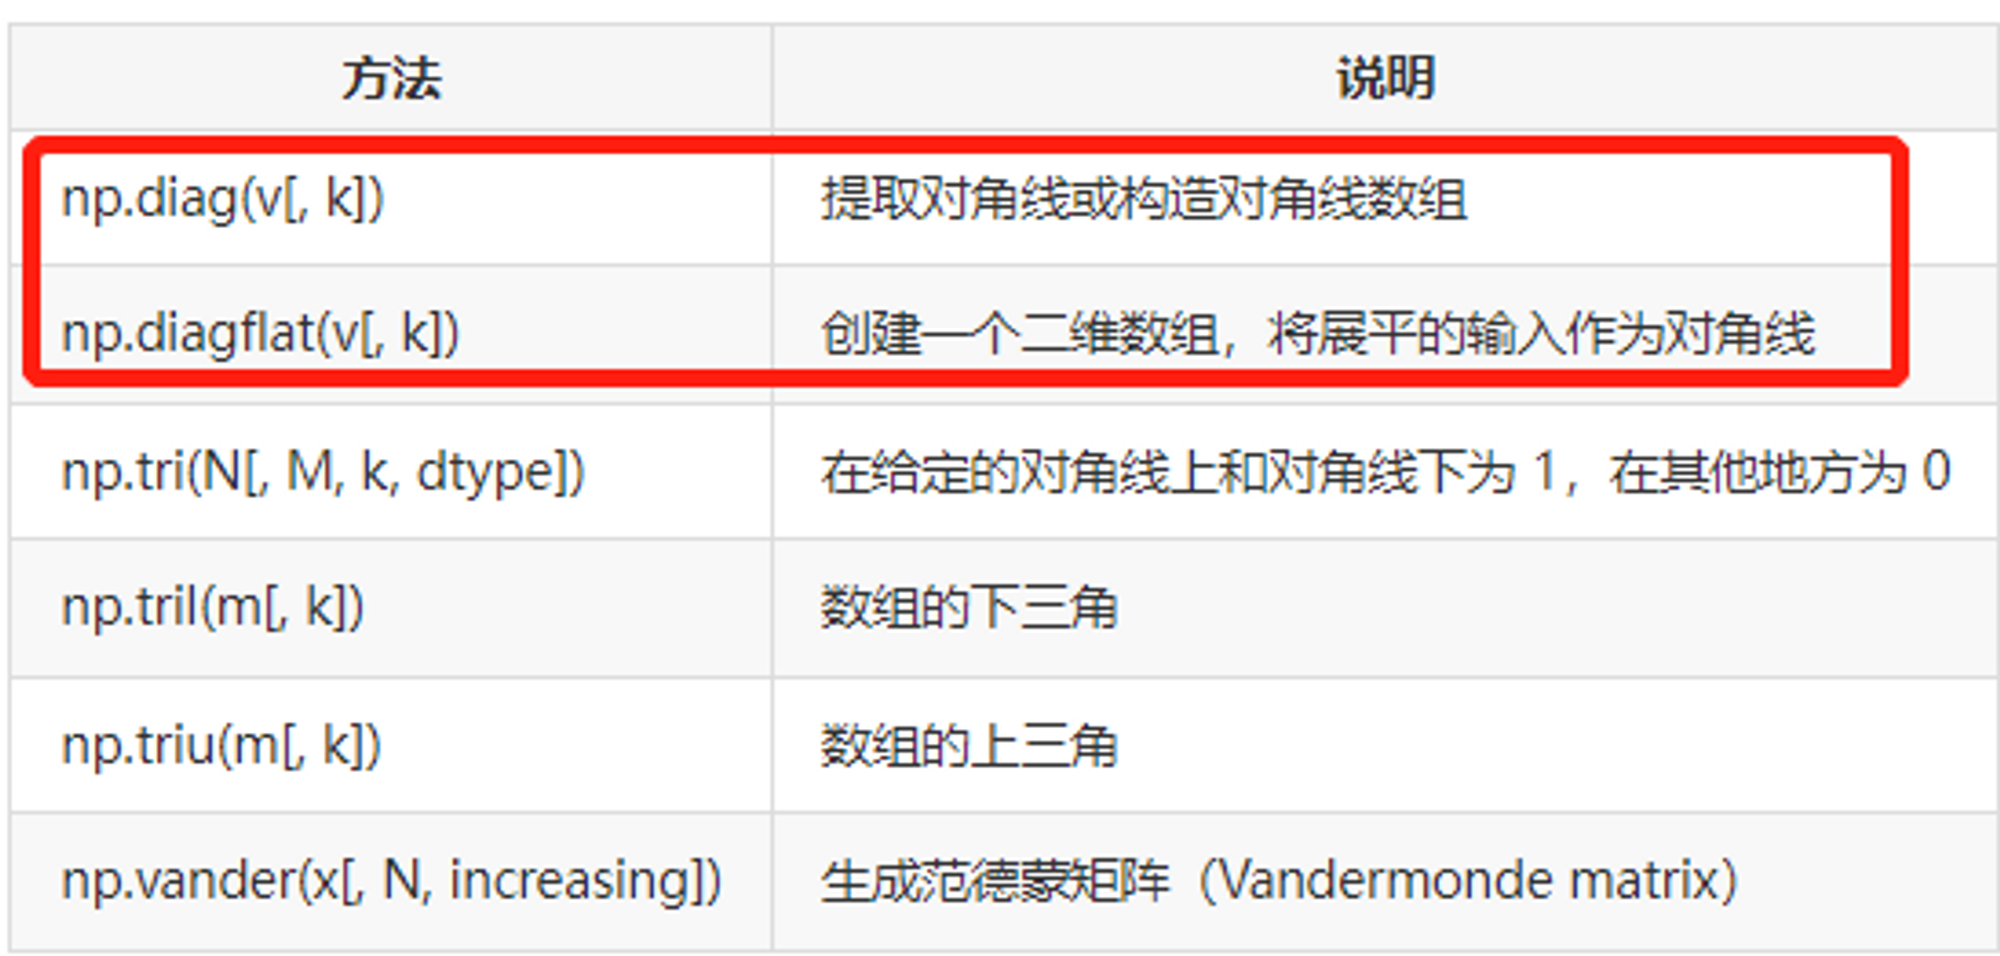 方法 说明
np.diag(v[, k]) 提取对角线或构造对角线数组
np.diagflat(v[, k]) 创建一个二维数组，将展平的输入作为对角线
np.tri(N[, M, k, dtype]) 在给定的对角线上和对角线下为 1，在其他地方为 0
np.tril(m[, k]) 数组的下三角
np.triu(m[, k]) 数组的上三角
np.vander(x[, N, increasing]) 生成范德蒙矩阵（Vandermonde matrix）